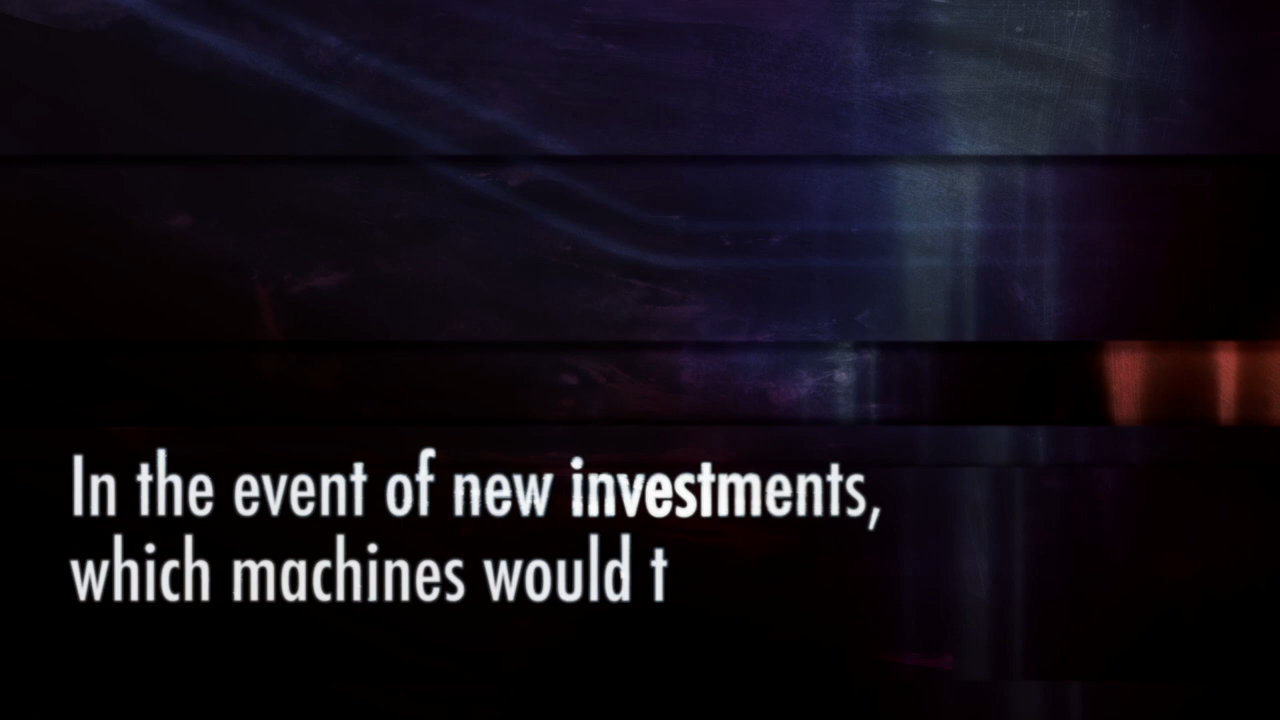 In the event of new investments,
which machines would t